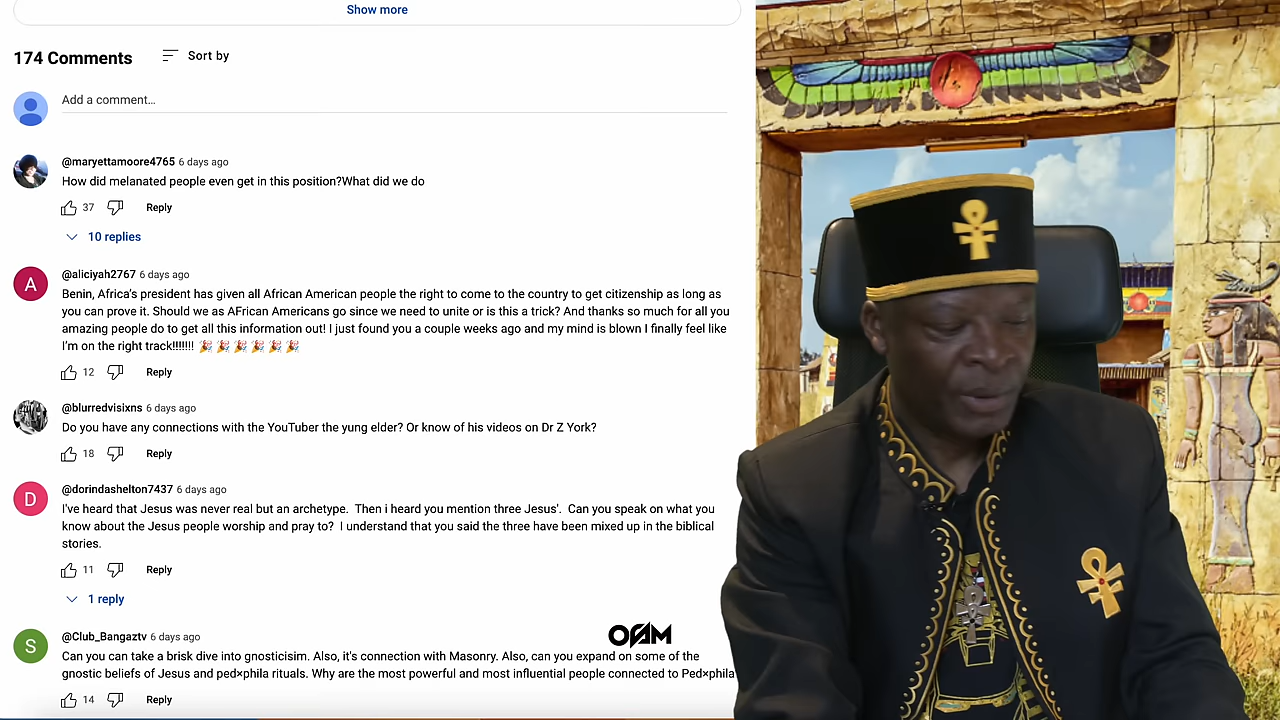 Show more
174 Comments
Sort by
Add a comment...
@maryettamoore4765 6 days ago
How did melanated people even get in this position?What did we do
37
Reply
10 replies
A
@aliciyah2767 6 days ago
Benin, Africa's president has given all African American people the right to come to the country to get citizenship as long as
you can prove it. Should we as AFrican Americans go since we need to unite or is this a trick? And thanks so much for all you
amazing people do to get all this information out! I just found you a couple weeks ago and my mind is blown I finally feel like
I'm on the right track!!!!!!! 🎉 🎉 🎉 🎉 🎉 🎉
12
Reply
@blurredvisixns 6 days ago
Do you have any connections with the YouTuber the yung elder? Or know of his videos on Dr Z York?
18
Reply
D
@dorindashelton7437 6 days ago
I've heard that Jesus was never real but an archetype.  Then i heard you mention three Jesus'.  Can you speak on what you
know about the Jesus people worship and pray to?  I understand that you said the three have been mixed up in the biblical
stories.
11
Reply
1 reply
OFAM
S
@Club_Bangaztv 6 days ago
Can you can take a brisk dive into gnosticisim. Also, it's connection with Masonry. Also, can you expand on some of the
gnostic beliefs of Jesus and ped×phila rituals. Why are the most powerful and most influential people connected to Ped×phila
14
Reply